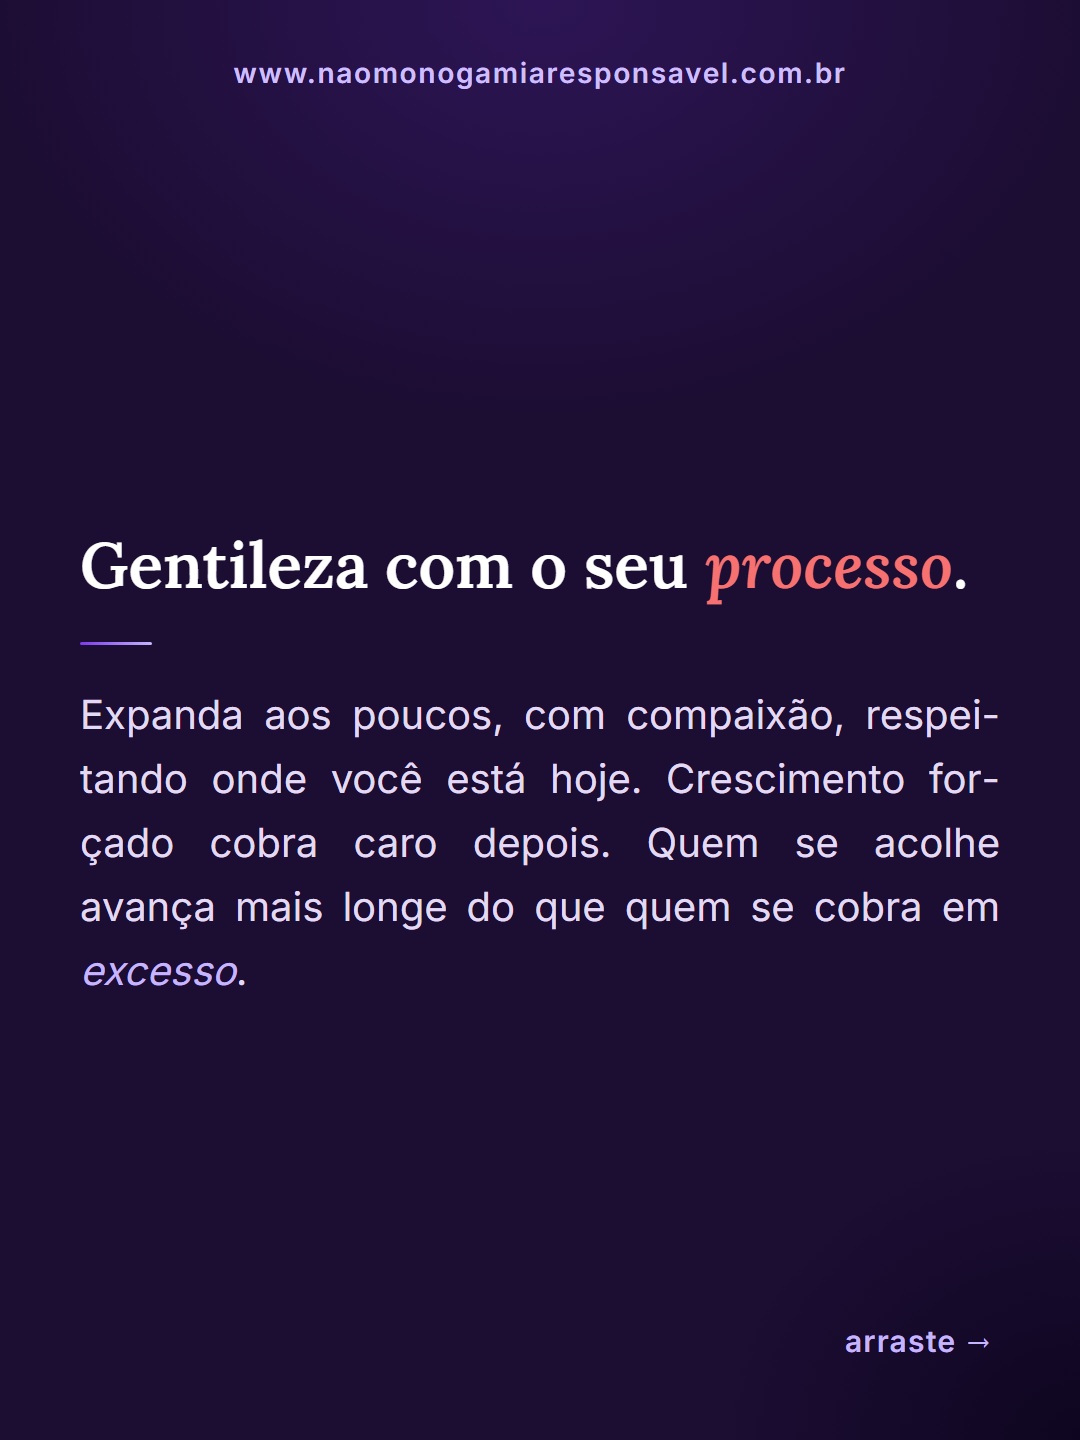 www.naomonogamiaresponsavel.com.br
Gentileza com o seu processo.
Expanda aos poucos, com compaixão, respei-
tando onde você está hoje. Crescimento for-
çado cobra caro depois. Quem se acolhe
avança mais longe do que quem se cobra em
excesso.
arraste →